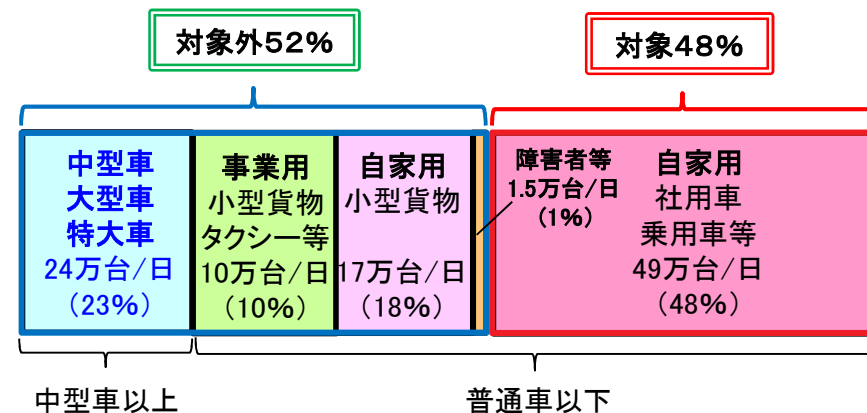 対象外52%
対象48%
中型車
大型車
特大車
24万台/日
(23%)
事業用
小型貨物
タクシー等
10万台/日
(10%)
自家用
小型貨物
17万台/日
(18%)
障害者等
1.5万台/日
(1%)
自家用
社用車
乗用車等
49万台/日
(48%)
中型車以上
普通車以下